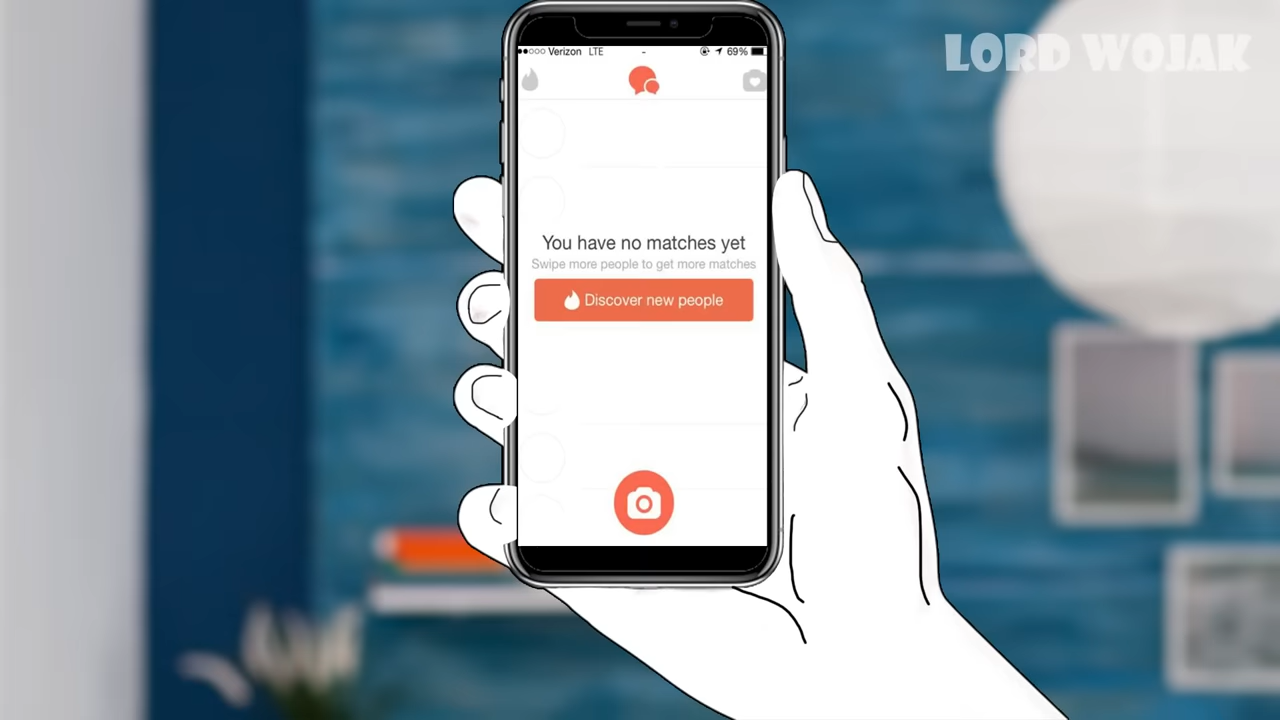 LORD WOJAK
Verizon LTE
69%
You have no matches yet
Swipe more people to get more matches
Discover new people